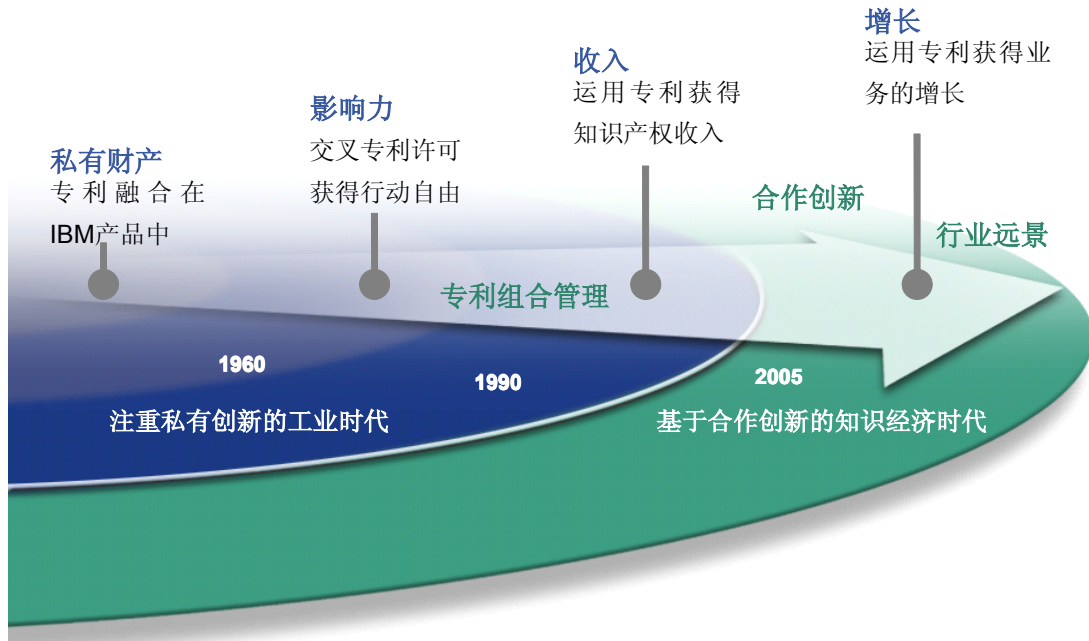 私有财产
专利融合在
IBM产品中
影响力
交叉专利许可
获得行动自由
收入
运用专利获得
知识产权收入
增长
运用专利获得业
务的增长
合作创新
行业远景
专利组合管理
1960
1990
2005
注重私有创新的工业时代
基于合作创新的知识经济时代